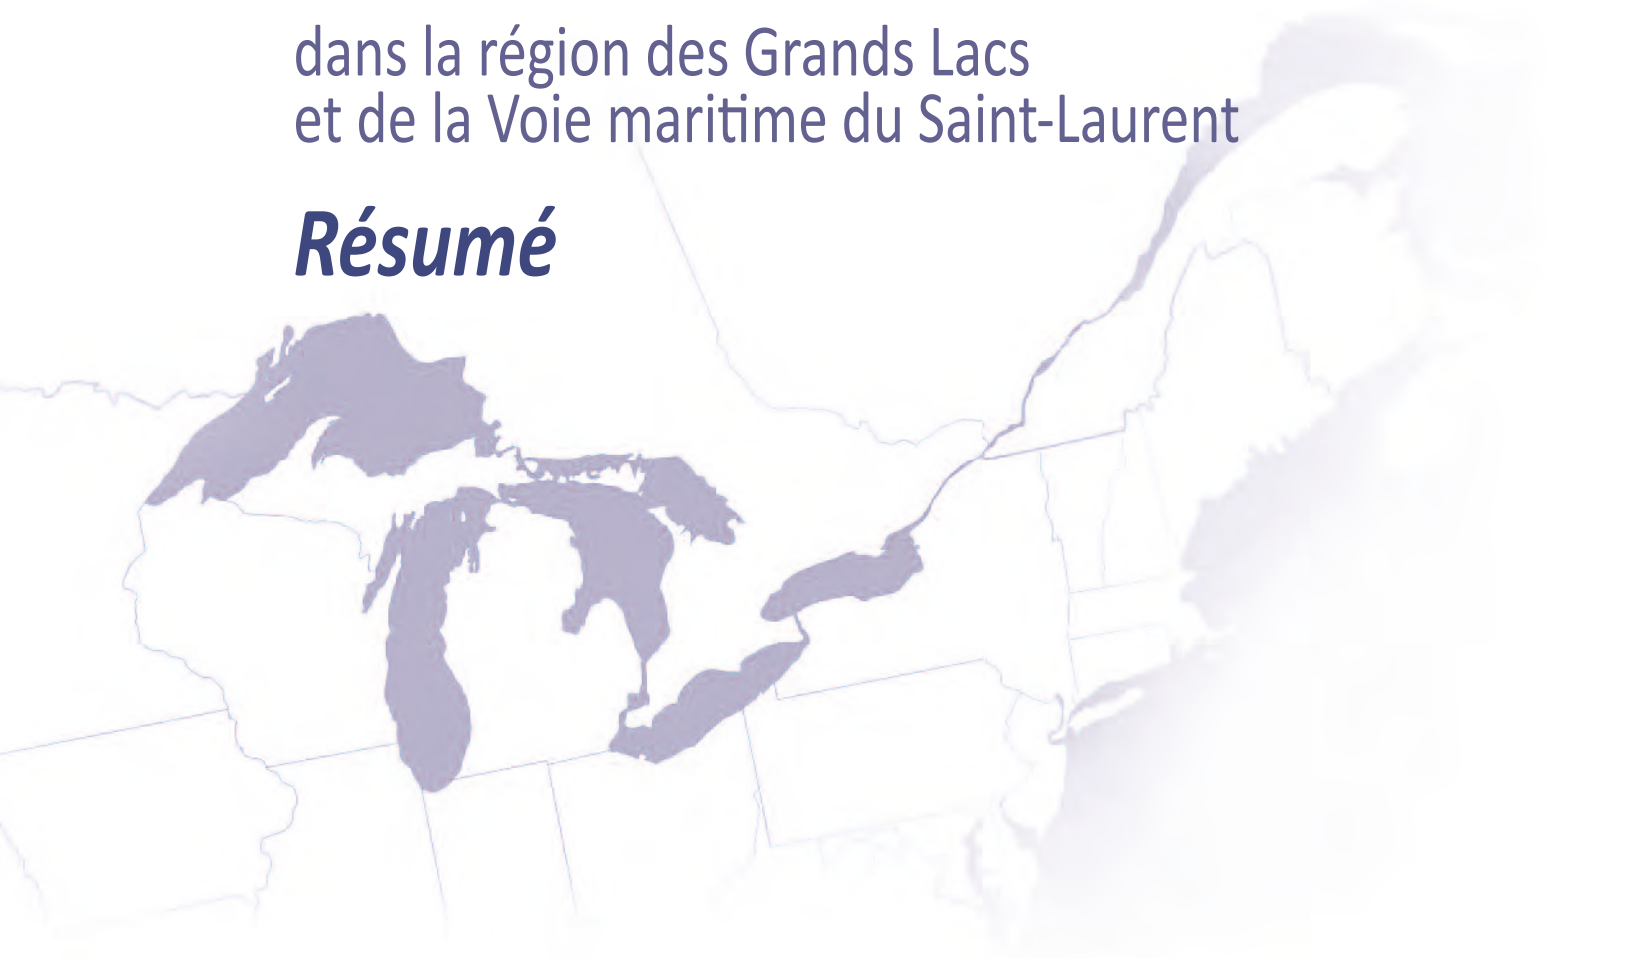 dans la région des Grands Lacs
et de la Voie maritime du Saint-Laurent
Résumé